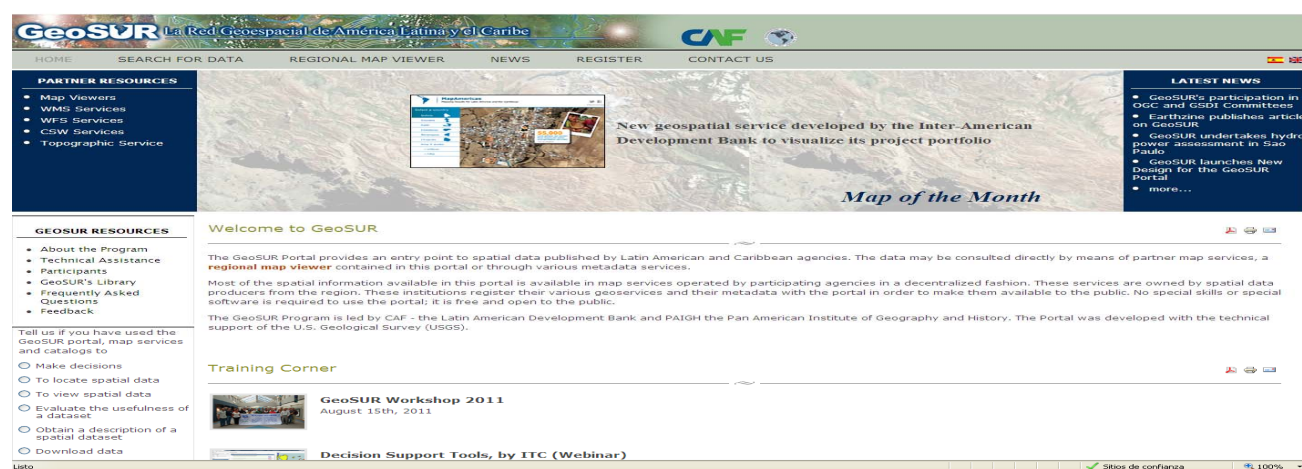 GeoSUR La Red Geoespacial de América Latina y el Caribe
CAF
HOME SEARCH FOR DATA REGIONAL MAP VIEWER NEWS REGISTER CONTACT US
PARTNER RESOURCES
Map Viewers
WMS Services
WFS Services
CSW Services
Topographic Service
MapAmericas
New geospatial service developed by the Inter-American
Development Bank to visualize its project portfolio
Map of the Month
LATEST NEWS
GeoSUR's participation in
OGC and GSDI Committees
Earthzine publishes article
on GeoSUR
GeoSUR undertakes hydro
power assessment in Sao
Paulo
GeoSUR launches New
Design for the GeoSUR
Portal
more...
GEOSUR RESOURCES
About the Program
Technical Assistance
Participants
GeoSUR's Library
Frequently Asked
Questions
Feedback
Tell us if you have used the
GeoSUR portal, map services
and catalogs to
Make decisions
To locate spatial data
To view spatial data
Evaluate the usefulness of
a dataset
Obtain a description of a
spatial dataset
Download data
Welcome to GeoSUR
The GeoSUR Portal provides an entry point to spatial data published by Latin American and Caribbean agencies. The data may be consulted directly by means of partner map services, a
regional map viewer contained in this portal or through various metadata services.
Most of the spatial information available in this portal is available in map services operated by participating agencies in a decentralized fashion. These services are owned by spatial data
producers from the region. These institutions register their various geoservices and their metadata with the portal in order to make them available to the public. No special skills or special
software is required to use the portal; it is free and open to the public.
The GeoSUR Program is led by CAF - the Latin American Development Bank and PAIGH the Pan American Institute of Geography and History. The Portal was developed with the technical
support of the U.S. Geological Survey (USGS).
Training Corner
GeoSUR Workshop 2011
August 15th, 2011
Decision Support Tools, by ITC (Webinar)
Listo
Sitios de confianza
100%